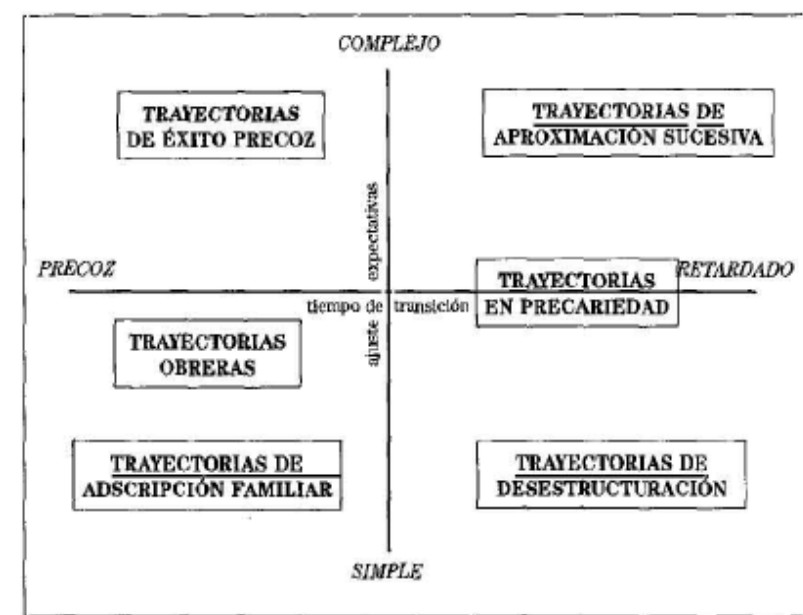 COMPLEJO
TRAYECTORIAS
DE ÉXITO PRECOZ
TRAYECTORIAS DE
APROXIMACIÓN SUCESIVA
expectativas
PRECOZ
RETARDADO
TRAYECTORIAS
EN PRECARIEDAD
tiempo de transición
ajuste
TRAYECTORIAS
OBRERAS
TRAYECTORIAS DE
ADSCRIPCIÓN FAMILIAR
TRAYECTORIAS DE
DESESTRUCTURACIÓN
SIMPLE